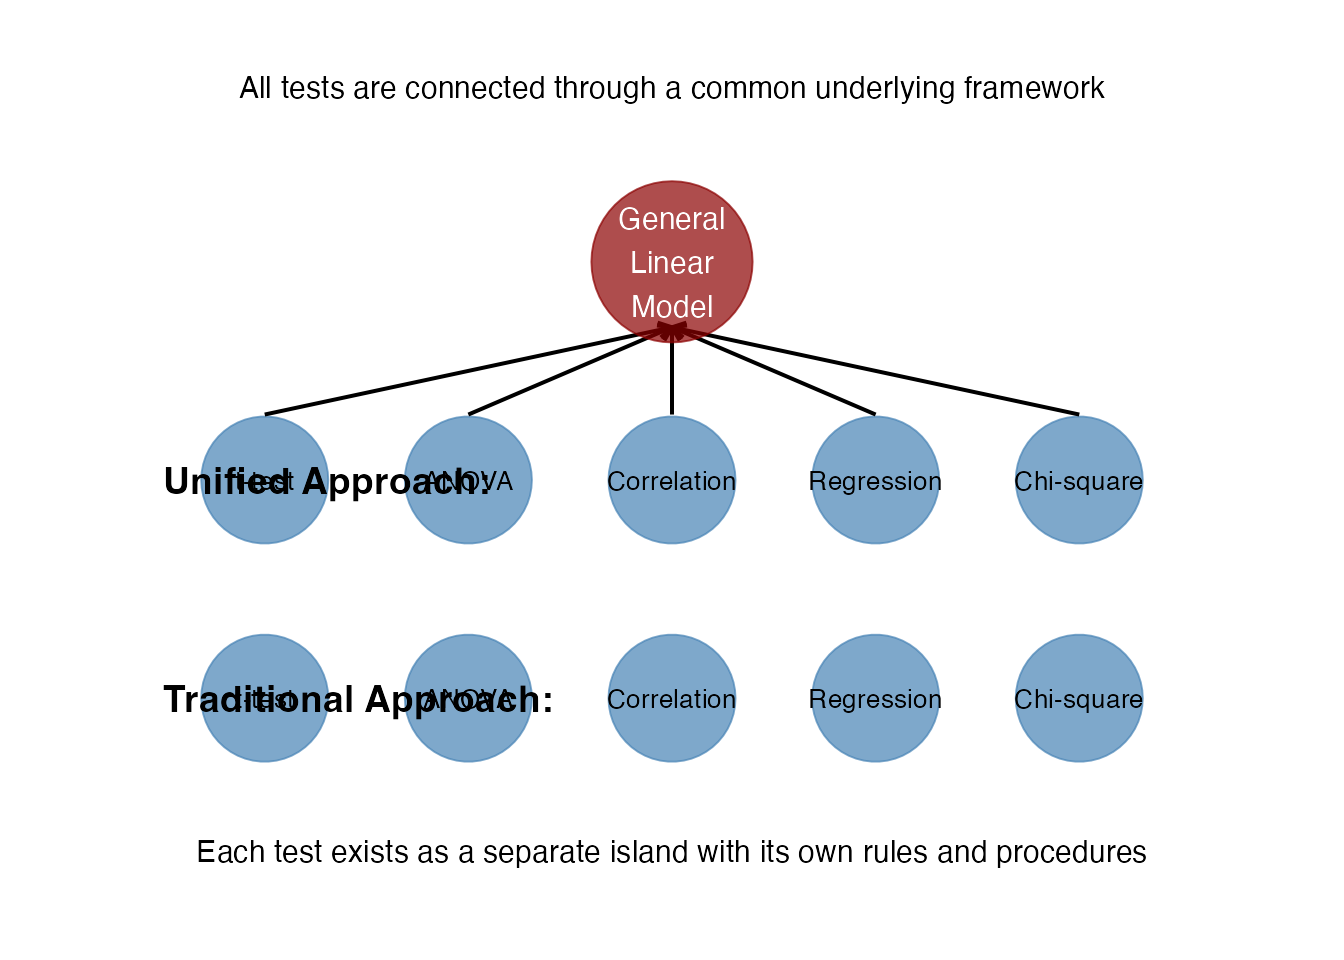 All tests are connected through a common underlying framework
General
Linear
Model
Unified Approach:
t-test
ANOVA
Correlation
Regression
Chi-square
Traditional Approach:
t-test
ANOVA
Correlation
Regression
Chi-square
Each test exists as a separate island with its own rules and procedures